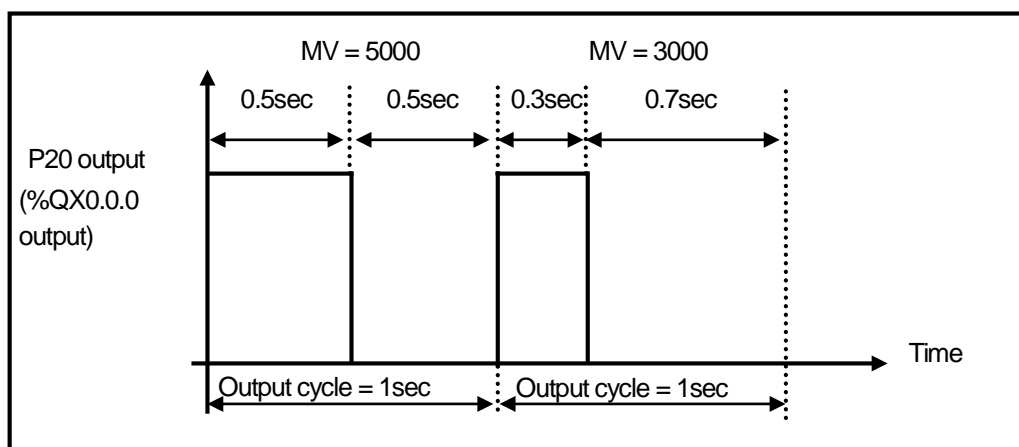 MV = 5000
MV = 3000
0.5sec
0.5sec
0.3sec
0.7sec
P20 output
(%QX0.0.0
output)
Time
Output cycle = 1sec
Output cycle = 1sec